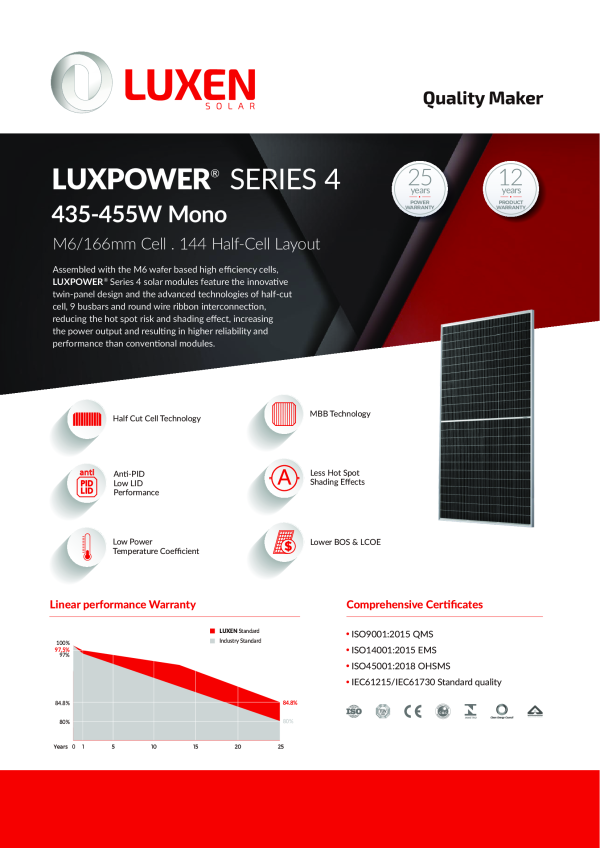 LUXEN
SOLAR
Quality Maker
LUXPOWER® SERIES 4
435-455W Mono
M6/166mm Cell . 144 Half-Cell Layout
25
years
POWER
WARRANTY
12
years
PRODUCT
WARRANTY
Assembled with the M6 wafer based high efficiency cells,
LUXPOWER® Series 4 solar modules feature the innovative
twin-panel design and the advanced technologies of half-cut
cell, 9 busbars and round wire ribbon interconnection,
reducing the hot spot risk and shading effect, increasing
the power output and resulting in higher reliability and
performance than conventional modules.
Half Cut Cell Technology
MBB Technology
anti
PID
LID
Anti-PID
Low LID
Performance
A
Less Hot Spot
Shading Effects
Low Power
Temperature Coefficient
$
Lower BOS & LCOE
Linear performance Warranty
LUXEN Standard
Industry Standard
100%
97.5%
97%
84.8%
80%
84.8%
80%
Years 0 1 5 10 15 20 25
Comprehensive Certificates
• ISO9001:2015 QMS
• ISO14001:2015 EMS
• ISO45001:2018 OHSMS
• IEC61215/IEC61730 Standard quality
ISO
CE